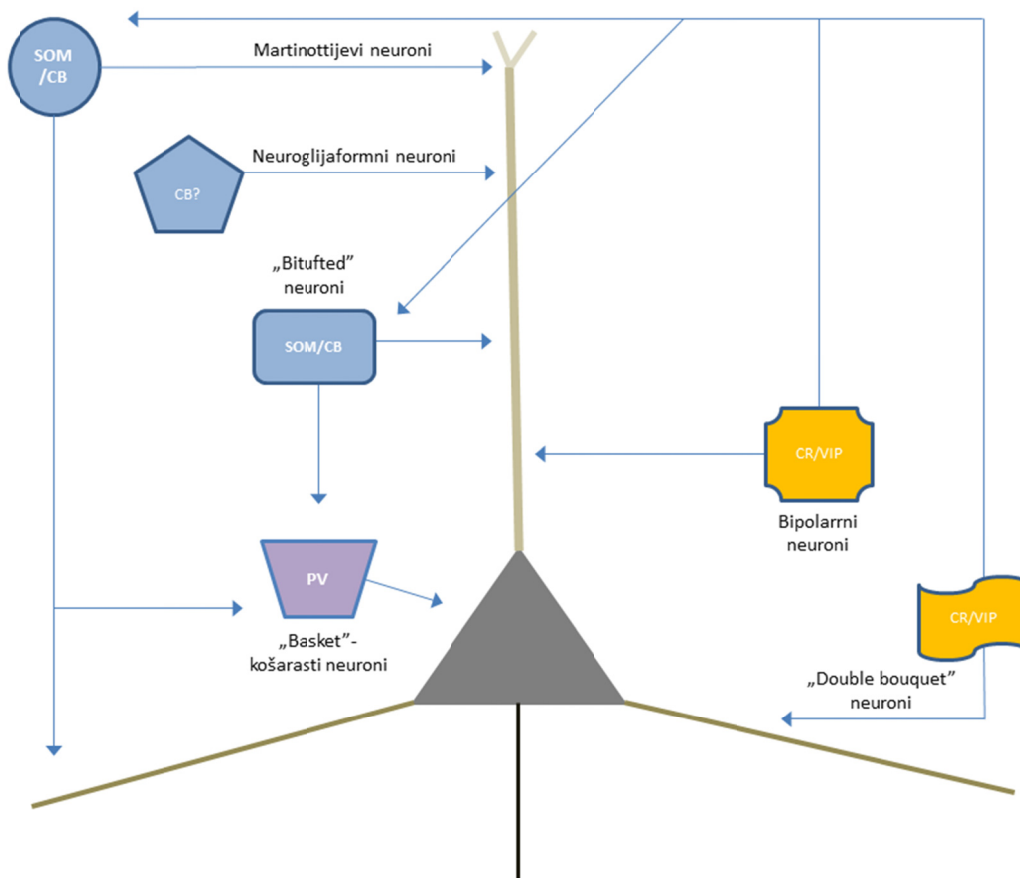 SOM
/CB
Martinottijevi neuroni
Neuroglijaformni neuroni
CB?
„Bitufted”
neuroni
SOM/CB
CR/VIP
Bipolarrni
neuroni
PV
„Basket”-
košarasti neuroni
CR/VIP
„Double bouquet”
neuroni